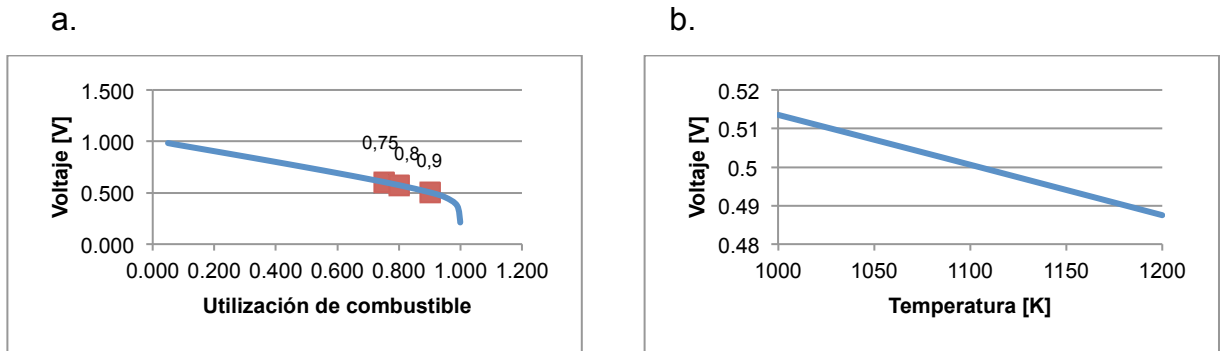 a.
1.500
1.000
0.500
0.000
Voltaje [V]
0,75
0,8
0,9
0.000 0.200 0.400 0.600 0.800 1.000 1.200
Utilización de combustible
b.
0.52
0.51
0.5
0.49
0.48
Voltaje [V]
1000 1050 1100 1150 1200
Temperatura [K]